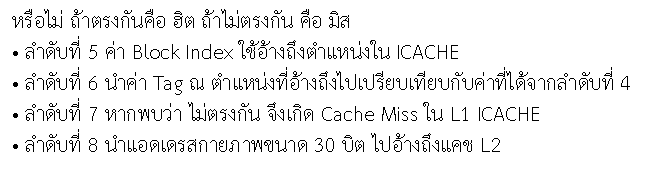 หรือไม่ ถ้าตรงกันคือ ฮิต ถ้าไม่ตรงกัน คือ มิส
• ลำดับที่ 5 ค่า Block Index ใช้อ้างถึงตำแหน่งใน ICACHE
• ลำดับที่ 6 นำค่า Tag ณ ตำแหน่งที่อ้างถึงไปเปรียบเทียบกับค่าที่ได้จากลำดับที่ 4
• ลำดับที่ 7 หากพบว่า ไม่ตรงกัน จึงเกิด Cache Miss ใน L1 ICACHE
• ลำดับที่ 8 นำแอดเดรสกายภาพขนาด 30 บิต ไปอ้างถึงแคช L2